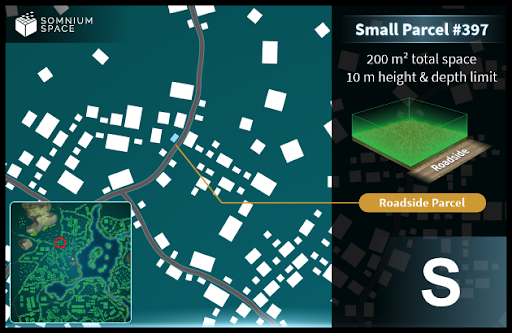 SOMNIUM
SPACE
Small Parcel #397
200 m² total space
10 m height & depth limit
Roadside
Roadside Parcel
S